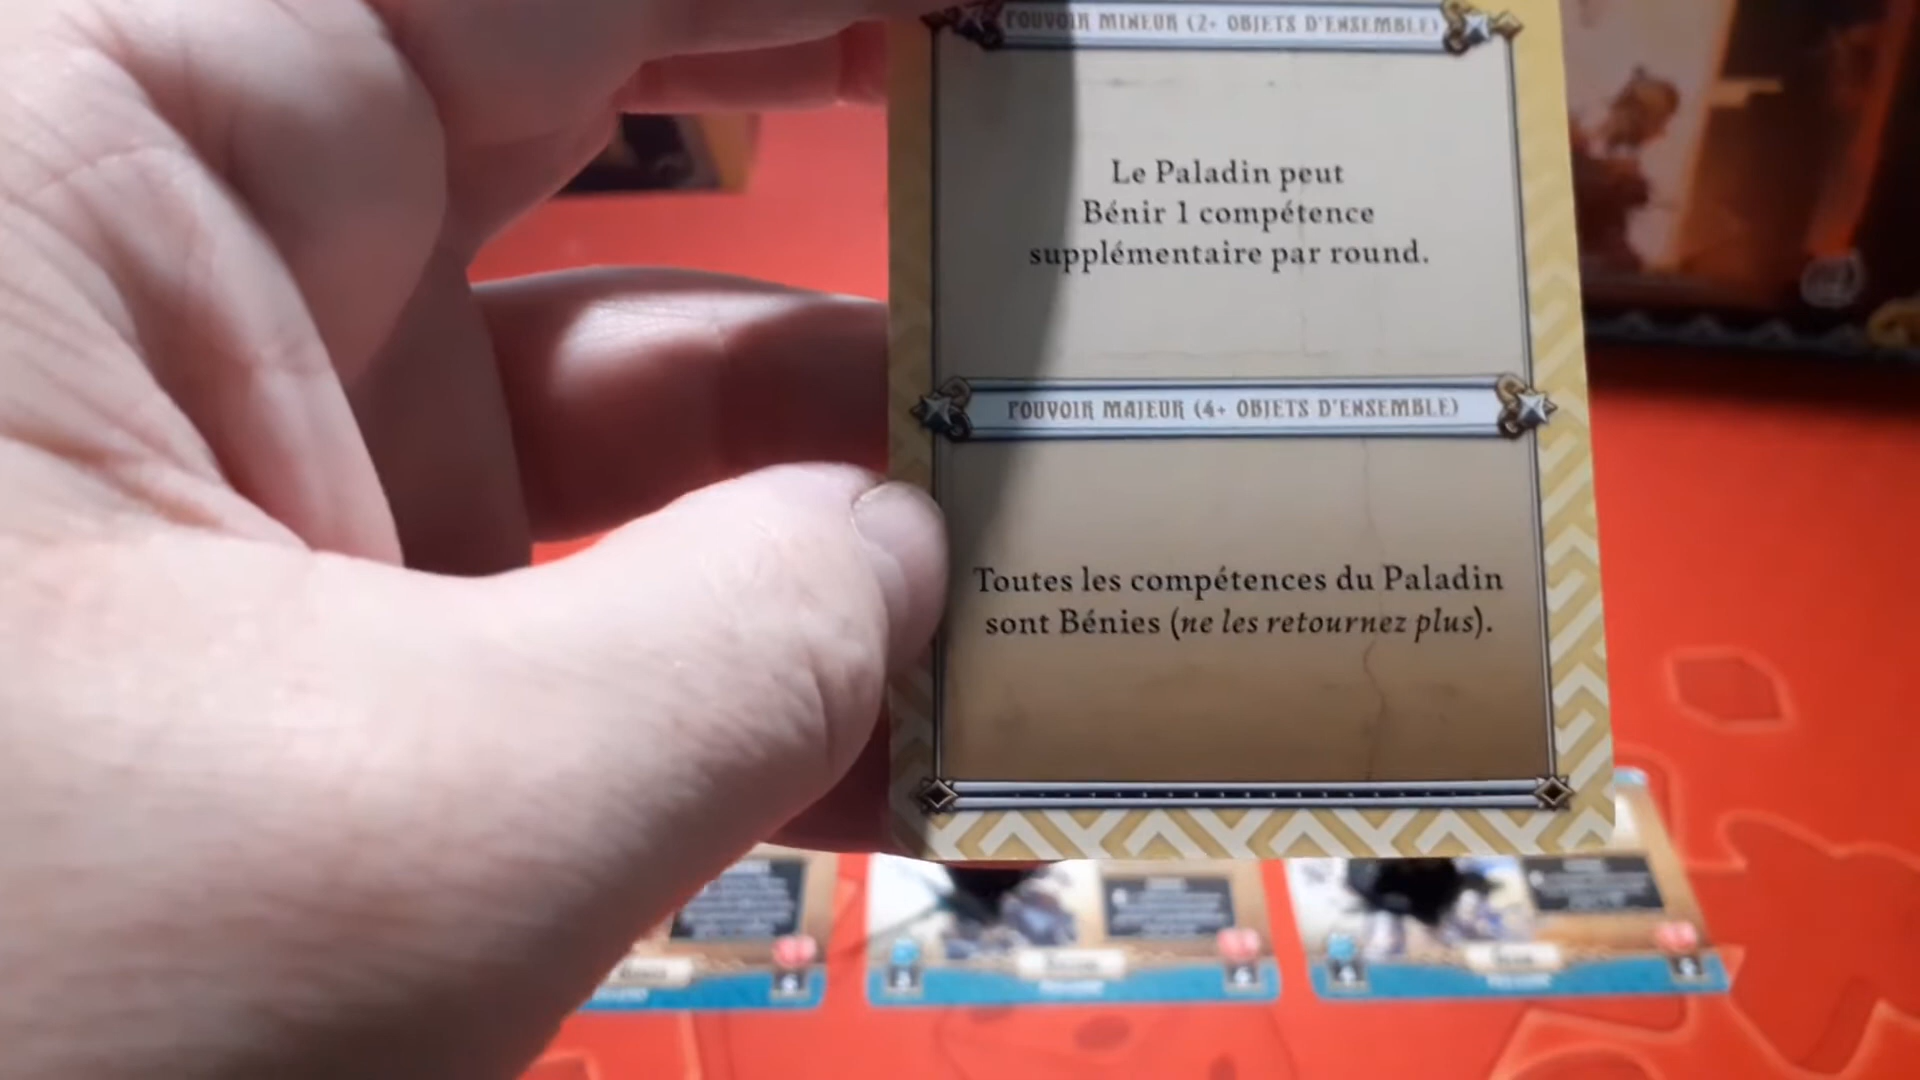 POUVOIR MINEUR (2+ OBJETS D'ENSEMBLE)
Le Paladin peut
Bénir 1 compétence
supplémentaire par round.
POUVOIR MAJEUR (4+ OBJETS D'ENSEMBLE)
Toutes les compétences du Paladin
sont Bénies (ne les retournez plus).